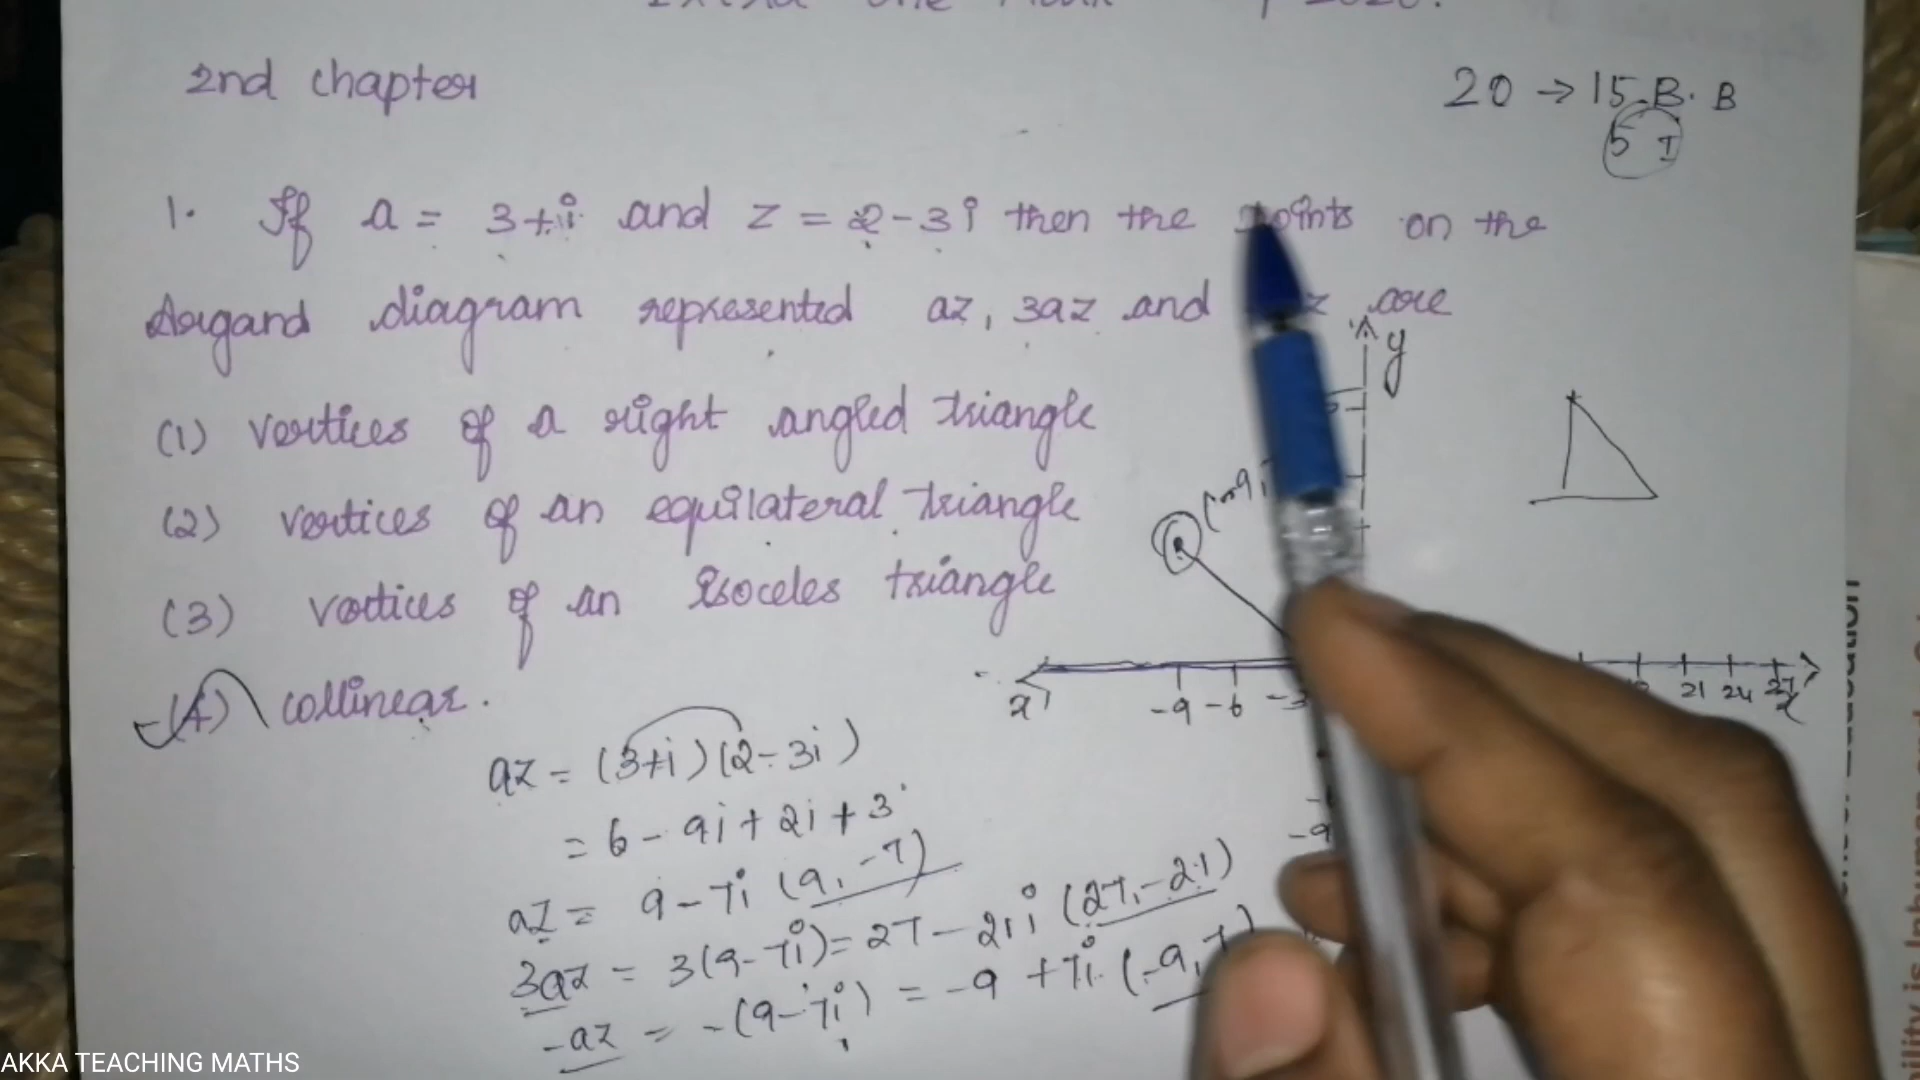 2nd chapter
20 → 15 B. B
5 I
1. If a = 3+i and z = 2-3i then the points on the
Argand diagram represented az, 3az and z are
y
(1) vertices of a right angled triangle
(2) vertices of an equilateral triangle
(3) vertices of an isoceles triangle
(4) collinear.
x' -9 -6 -3 21 24 27 x
az = (3+i)(2-3i)
= 6 - 9i + 2i + 3
az = 9 - 7i (9, -7)
3az = 3(9-7i) = 27 - 21i (27, -21)
-az = -(9-7i) = -9 + 7i (-9, 7)
-9
AKKA TEACHING MATHS